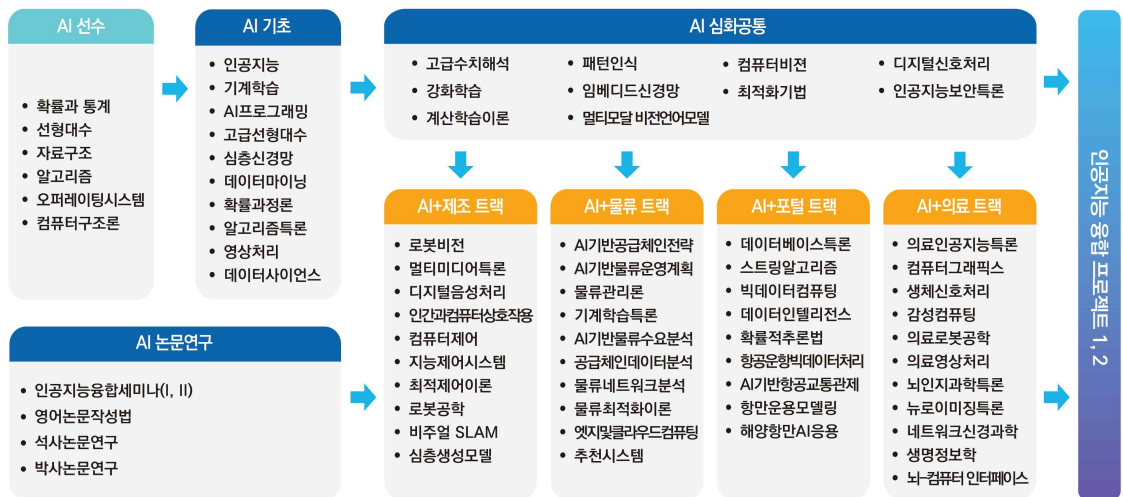 AI 선수
• 확률과 통계
• 선형대수
• 자료구조
• 알고리즘
• 오퍼레이팅시스템
• 컴퓨터구조론
AI 기초
• 인공지능
• 기계학습
• AI프로그래밍
• 고급선형대수
• 심층신경망
• 데이터마이닝
• 확률과정론
• 알고리즘특론
• 영상처리
• 데이터사이언스
AI 심화공통
• 고급수치해석
• 강화학습
• 계산학습이론
• 패턴인식
• 임베디드신경망
• 멀티모달 비전언어모델
• 컴퓨터비젼
• 최적화기법
• 디지털신호처리
• 인공지능보안특론
AI 논문연구
• 인공지능융합세미나(I, II)
• 영어논문작성법
• 석사논문연구
• 박사논문연구
AI+제조 트랙
• 로봇비전
• 멀티미디어특론
• 디지털음성처리
• 인간과컴퓨터상호작용
• 컴퓨터제어
• 지능제어시스템
• 최적제어이론
• 로봇공학
• 비주얼 SLAM
• 심층생성모델
AI+물류 트랙
• AI기반공급체인전략
• AI기반물류운영계획
• 물류관리론
• 기계학습특론
• AI기반물류수요분석
• 공급체인데이터분석
• 물류네트워크분석
• 물류최적화이론
• 엣지및클라우드컴퓨팅
• 추천시스템
AI+포털 트랙
• 데이터베이스특론
• 스트링알고리즘
• 빅데이터컴퓨팅
• 데이터인텔리전스
• 확률적추론법
• 항공운항빅데이터처리
• AI기반항공교통관제
• 항만운용모델링
• 해양항만AI응용
AI+의료 트랙
• 의료인공지능특론
• 컴퓨터그래픽스
• 생체신호처리
• 감성컴퓨팅
• 의료로봇공학
• 의료영상처리
• 뇌인지과학특론
• 뉴로이미징특론
• 네트워크신경과학
• 생명정보학
• 뇌-컴퓨터 인터페이스
인공지능 융합 프로젝트 1, 2